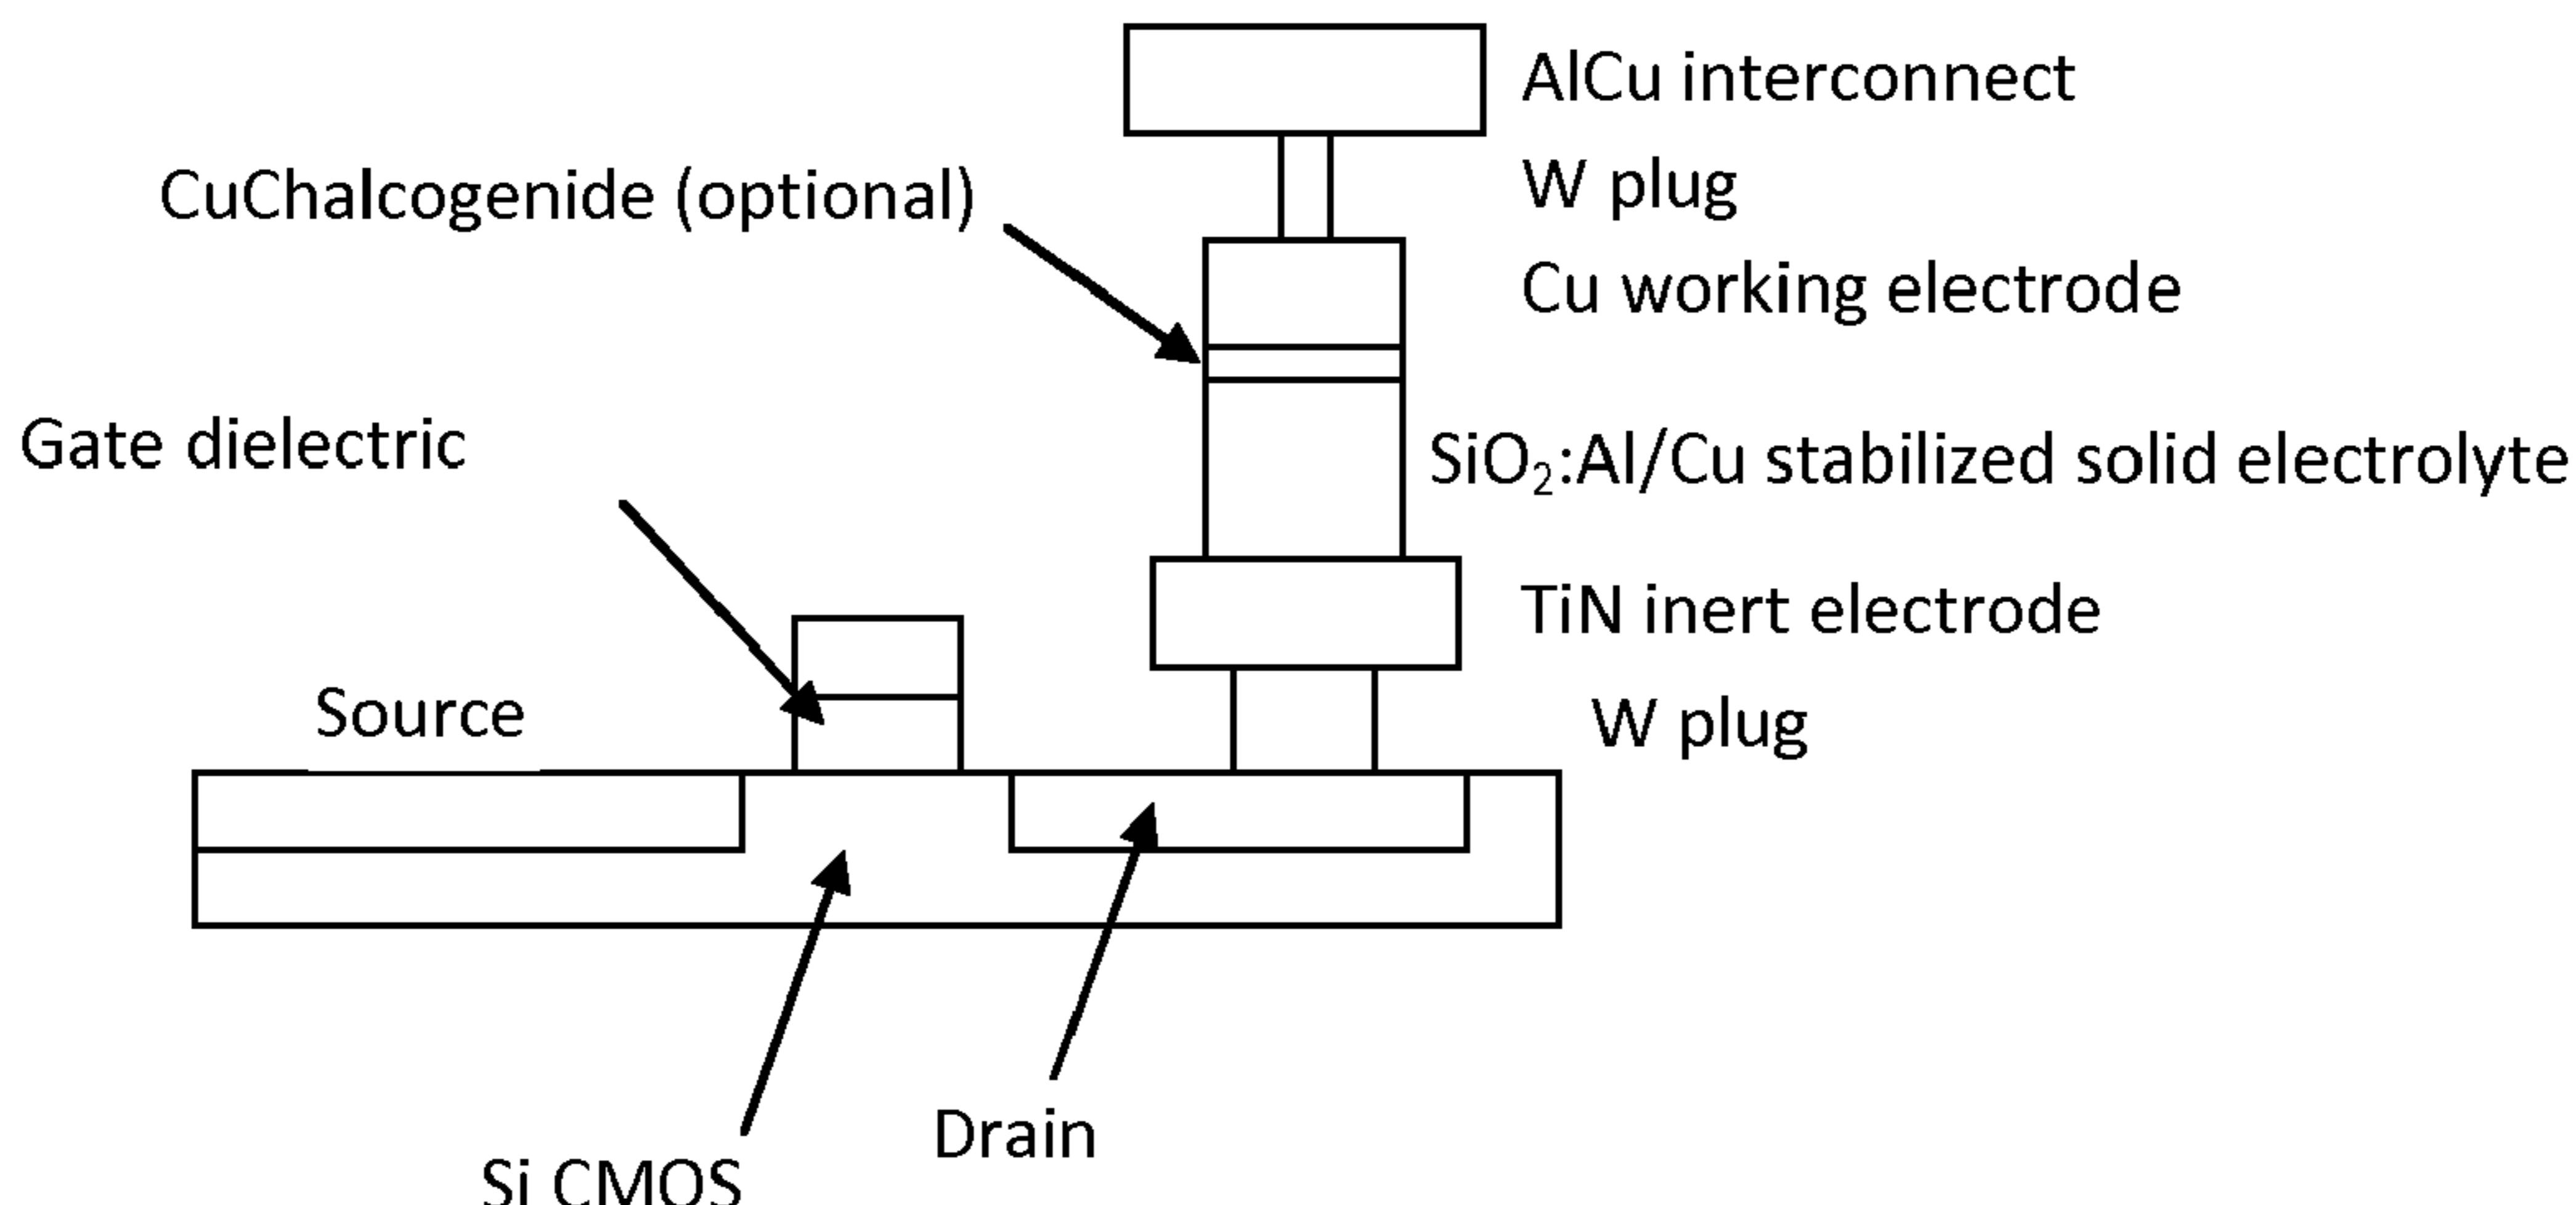 AlCu interconnect
W plug
CuChalcogenide (optional)
Cu working electrode
Gate dielectric
SiO₂:Al/Cu stabilized solid electrolyte
TiN inert electrode
Source
W plug
Drain
Si CMOS